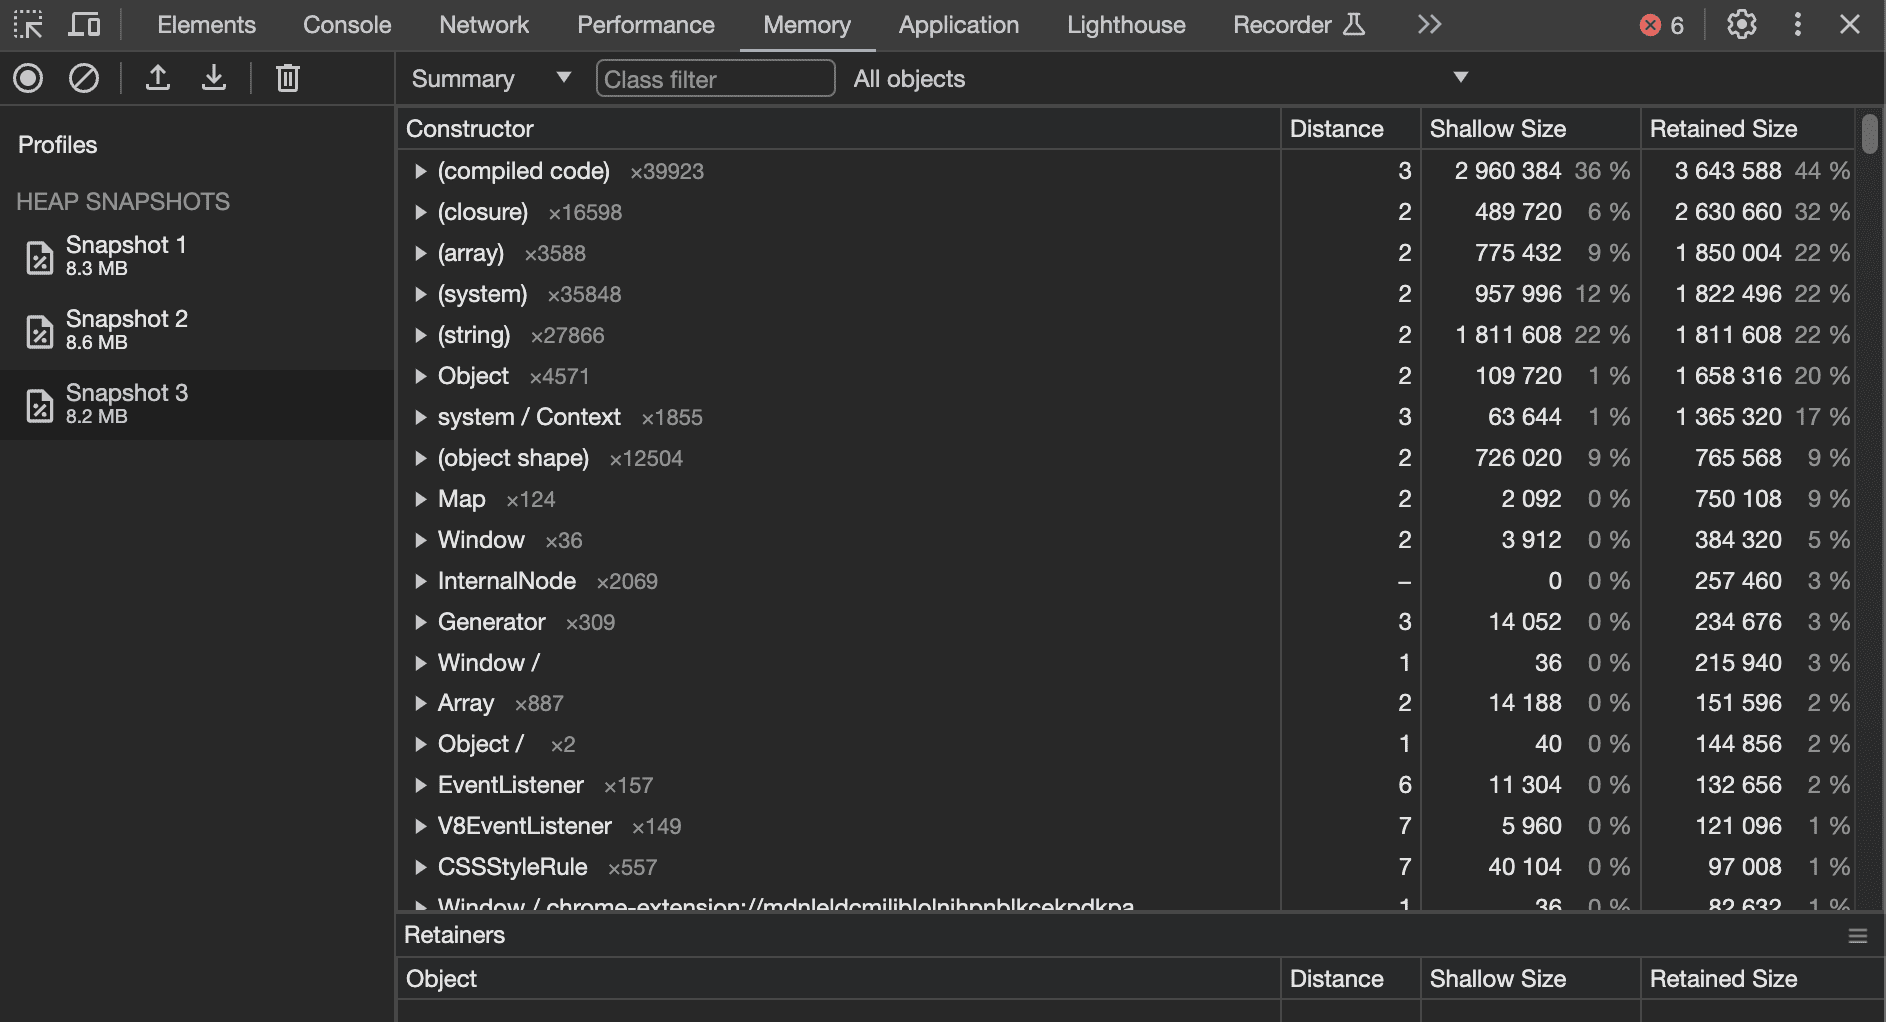 Elements Console Network Performance Memory Application Lighthouse Recorder 6
Summary Class filter All objects
Profiles
HEAP SNAPSHOTS
Snapshot 1
8.3 MB
Snapshot 2
8.6 MB
Snapshot 3
8.2 MB
Constructor Distance Shallow Size Retained Size
(compiled code) ×39923 3 2 960 384 36 % 3 643 588 44 %
(closure) ×16598 2 489 720 6 % 2 630 660 32 %
(array) ×3588 2 775 432 9 % 1 850 004 22 %
(system) ×35848 2 957 996 12 % 1 822 496 22 %
(string) ×27866 2 1 811 608 22 % 1 811 608 22 %
Object ×4571 2 109 720 1 % 1 658 316 20 %
system / Context ×1855 3 63 644 1 % 1 365 320 17 %
(object shape) ×12504 2 726 020 9 % 765 568 9 %
Map ×124 2 2 092 0 % 750 108 9 %
Window ×36 2 3 912 0 % 384 320 5 %
InternalNode ×2069 – 0 0 % 257 460 3 %
Generator ×309 3 14 052 0 % 234 676 3 %
Window / 1 36 0 % 215 940 3 %
Array ×887 2 14 188 0 % 151 596 2 %
Object / ×2 1 40 0 % 144 856 2 %
EventListener ×157 6 11 304 0 % 132 656 2 %
V8EventListener ×149 7 5 960 0 % 121 096 1 %
CSSStyleRule ×557 7 40 104 0 % 97 008 1 %
Window / chrome-extension:// 1 36 0 % 82 632 1 %
Retainers
Object Distance Shallow Size Retained Size